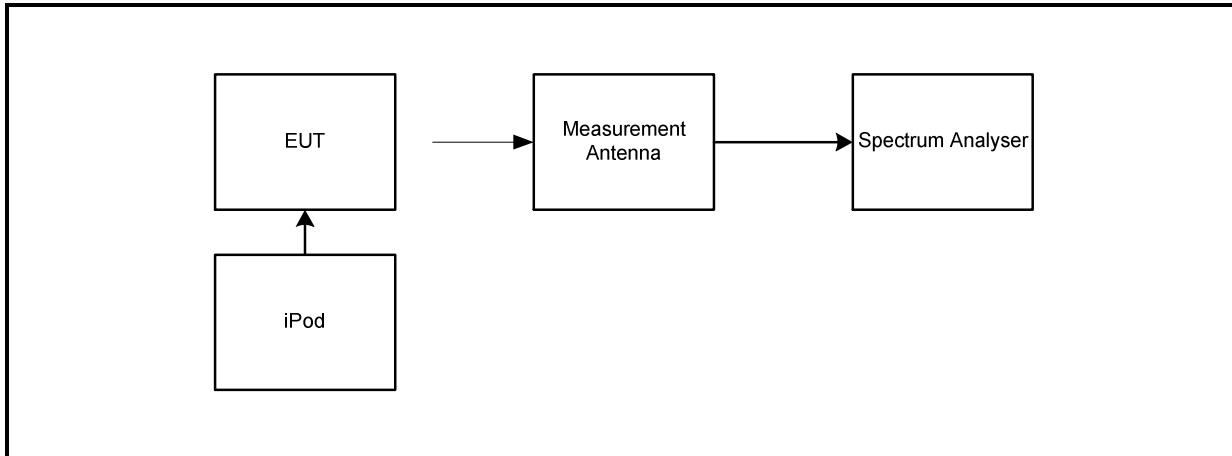 EUT
Measurement
Antenna
Spectrum Analyser
iPod